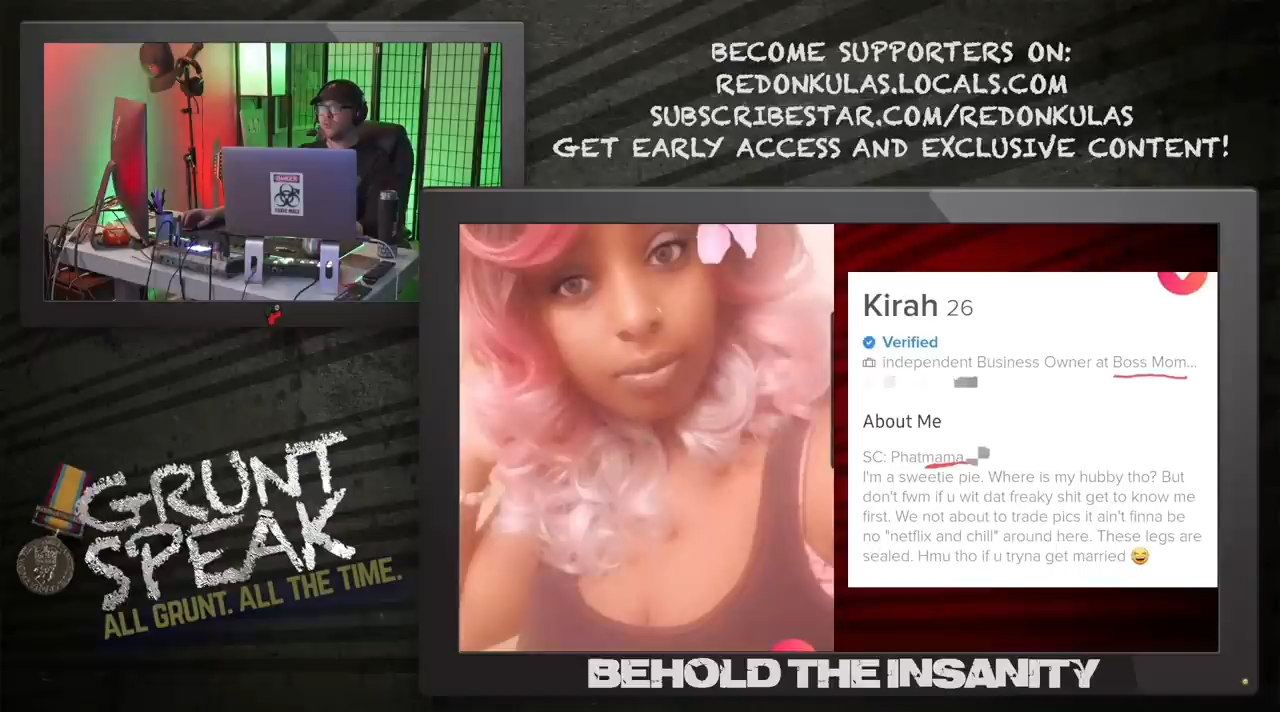 BECOME SUPPORTERS ON:
REDONKULAS.LOCALS.COM
SUBSCRIBESTAR.COM/REDONKULAS
GET EARLY ACCESS AND EXCLUSIVE CONTENT!
DANGER
TOXIC MALE
Kirah 26
Verified
independent Business Owner at Boss Mom...
About Me
SC: Phatmama
I'm a sweetie pie. Where is my hubby tho? But
don't fwm if u wit dat freaky shit get to know me
first. We not about to trade pics it ain't finna be
no "netflix and chill" around here. These legs are
sealed. Hmu tho if u tryna get married 😂
GRUNT
SPEAK
ALL GRUNT. ALL THE TIME.
BEHOLD THE INSANITY